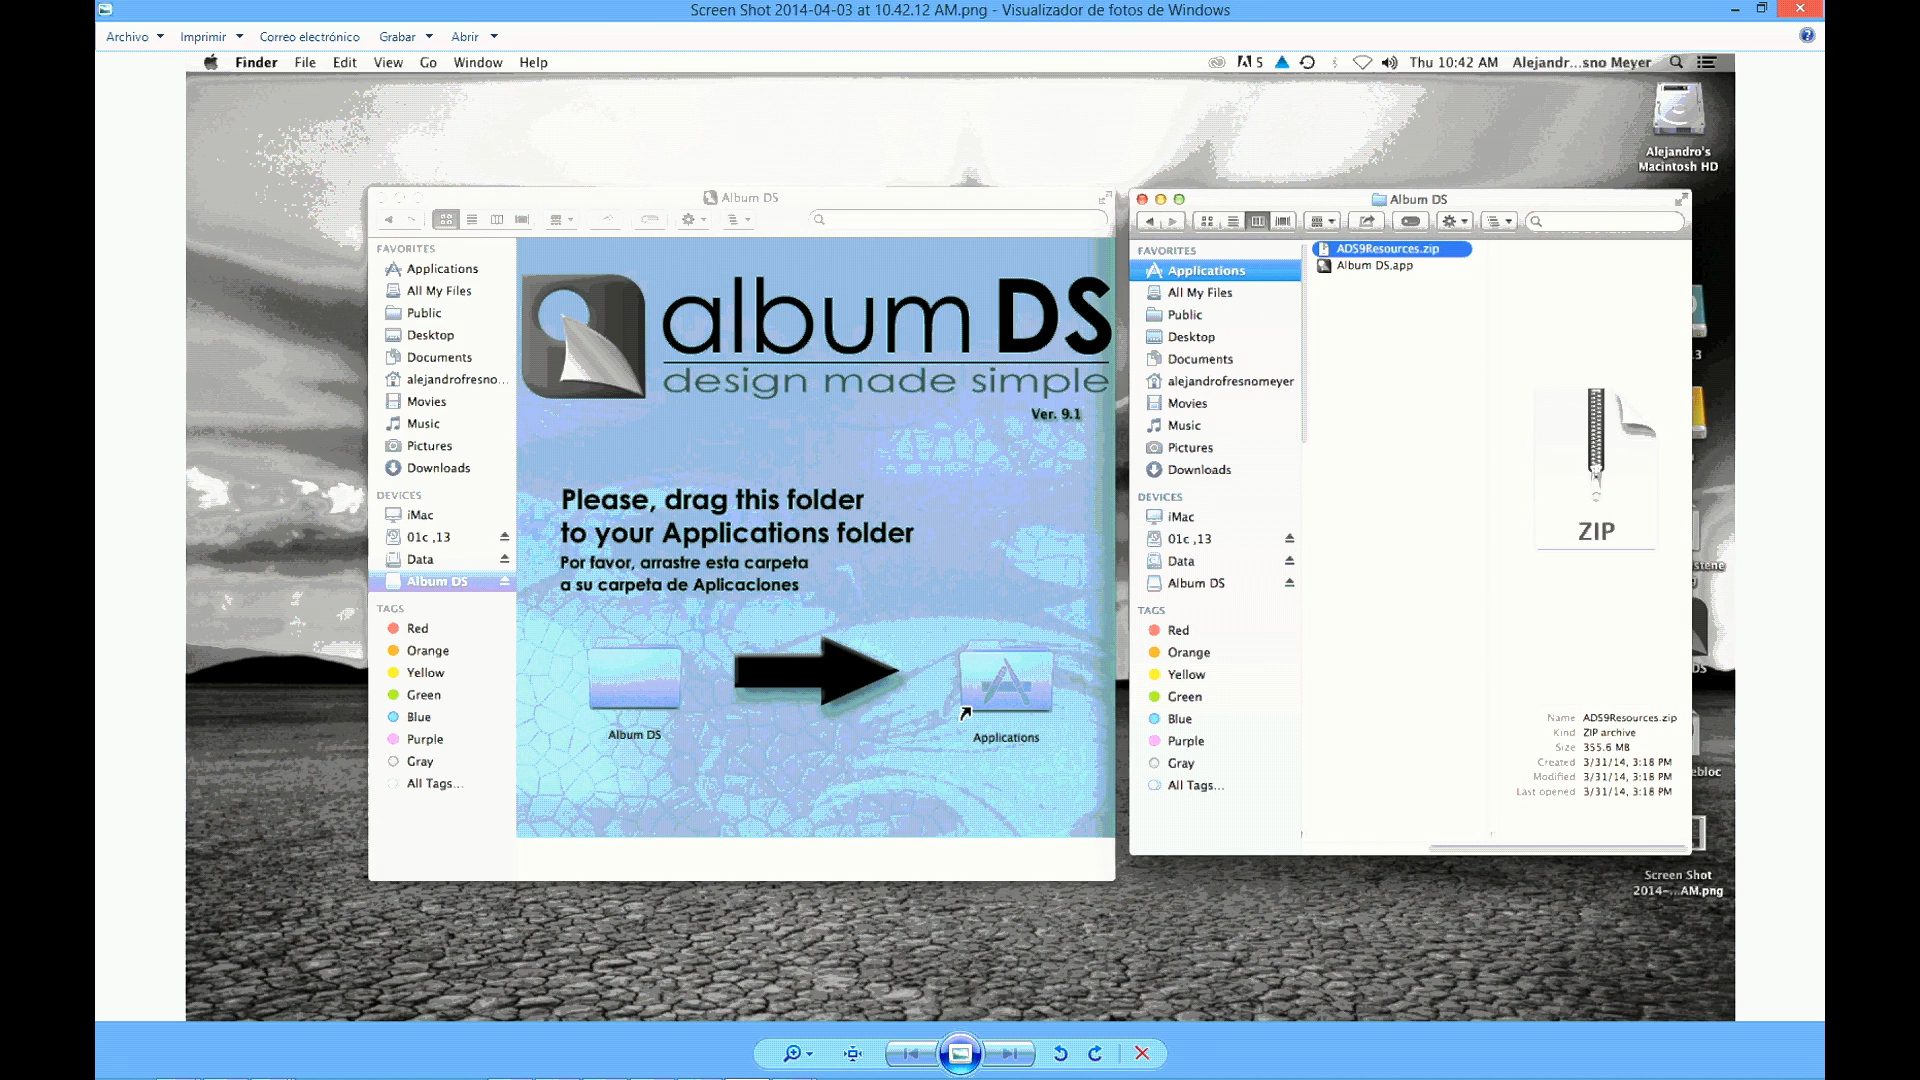 Screen Shot 2014-04-03 at 10.42.12 AM.png - Visualizador de fotos de Windows
Archivo Imprimir Correo electrónico Grabar Abrir
Finder File Edit View Go Window Help
5 Thu 10:42 AM Alejandr...sno Meyer
Alejandro's
Macintosh HD
Album DS
FAVORITES
Applications
All My Files
Public
Desktop
Documents
alejandrofresno...
Movies
Music
Pictures
Downloads
DEVICES
iMac
01c ,13
Data
Album DS
TAGS
Red
Orange
Yellow
Green
Blue
Purple
Gray
All Tags...
album DS
design made simple
Ver. 9.1
Please, drag this folder
to your Applications folder
Por favor, arrastre esta carpeta
a su carpeta de Aplicaciones
Album DS
Applications
Album DS
FAVORITES
Applications
All My Files
Public
Desktop
Documents
alejandrofresnomeyer
Movies
Music
Pictures
Downloads
DEVICES
iMac
01c ,13
Data
Album DS
TAGS
Red
Orange
Yellow
Green
Blue
Purple
Gray
All Tags...
ADS9Resources.zip
Album DS.app
ZIP
Name ADS9Resources.zip
Kind ZIP archive
Size 355.6 MB
Created 3/31/14, 3:18 PM
Modified 3/31/14, 3:18 PM
Last opened 3/31/14, 3:18 PM
Screen Shot
2014-...AM.png